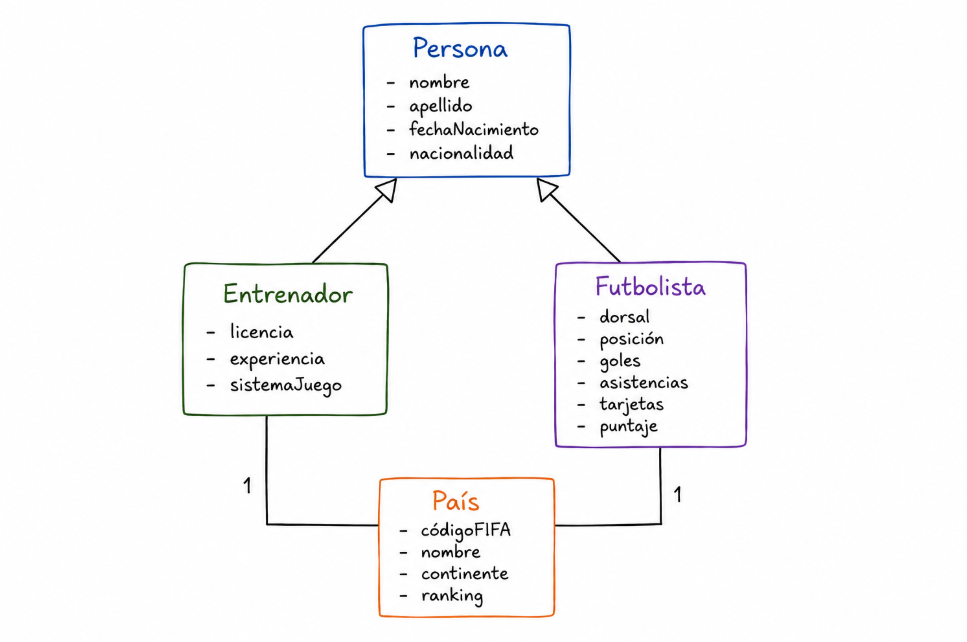 Persona
- nombre
- apellido
- fechaNacimiento
- nacionalidad
Entrenador
- licencia
- experiencia
- sistemaJuego
Futbolista
- dorsal
- posición
- goles
- asistencias
- tarjetas
- puntaje
1
1
País
- códigoFIFA
- nombre
- continente
- ranking